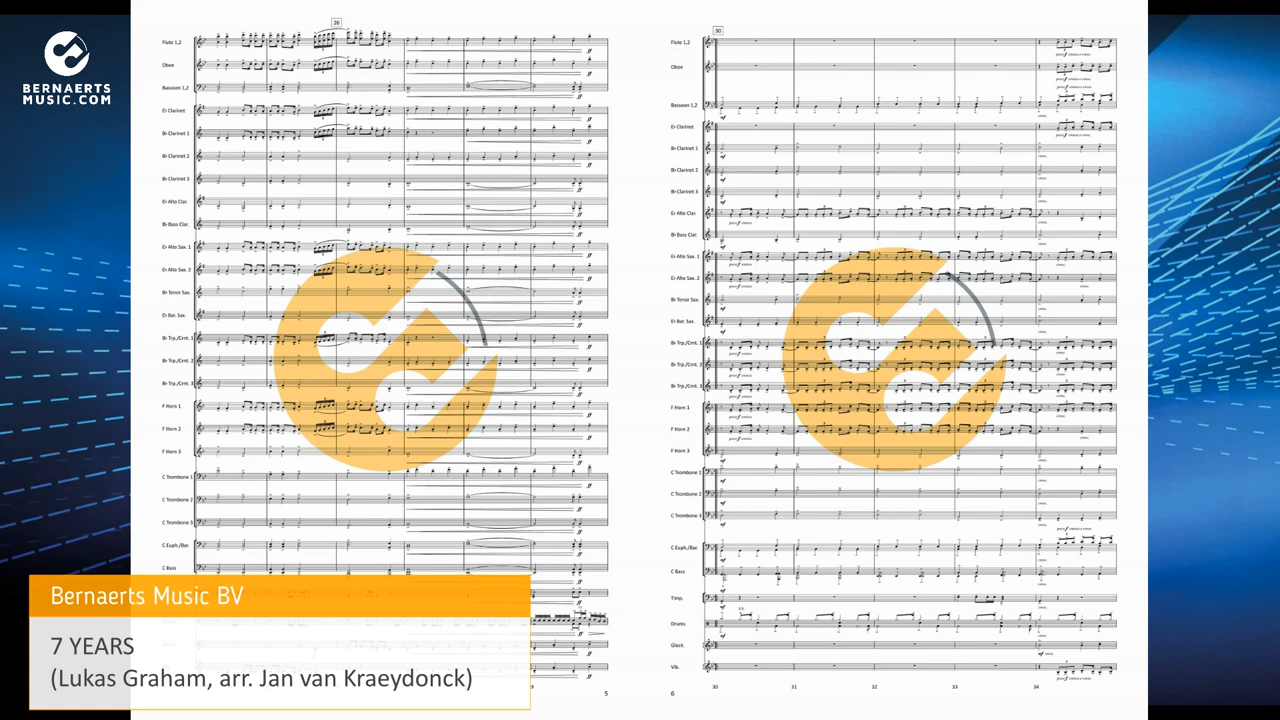 BERNAERTS
MUSIC.COM
26
Flute 1,2
Oboe
Bassoon 1,2
E♭ Clarinet
B♭ Clarinet 1
B♭ Clarinet 2
B♭ Clarinet 3
E♭ Alto Clar.
B♭ Bass Clar.
E♭ Alto Sax. 1
E♭ Alto Sax. 2
B♭ Tenor Sax.
E♭ Bar. Sax.
B♭ Trp./Crnt. 1
B♭ Trp./Crnt. 2
B♭ Trp./Crnt. 3
F Horn 1
F Horn 2
F Horn 3
C Trombone 1
C Trombone 2
C Trombone 3
C Euph./Bar.
C Bass
ff
5
30
Flute 1,2
Oboe
Bassoon 1,2
E♭ Clarinet
B♭ Clarinet 1
B♭ Clarinet 2
B♭ Clarinet 3
E♭ Alto Clar.
B♭ Bass Clar.
E♭ Alto Sax. 1
E♭ Alto Sax. 2
B♭ Tenor Sax.
E♭ Bar. Sax.
B♭ Trp./Crnt. 1
B♭ Trp./Crnt. 2
B♭ Trp./Crnt. 3
F Horn 1
F Horn 2
F Horn 3
C Trombone 1
C Trombone 2
C Trombone 3
C Euph./Bar.
C Bass
Timp.
Drums
Glock.
Vib.
6
30 31 32 33 34
Bernaerts Music BV
7 YEARS
(Lukas Graham, arr. Jan van Kraeydonck)